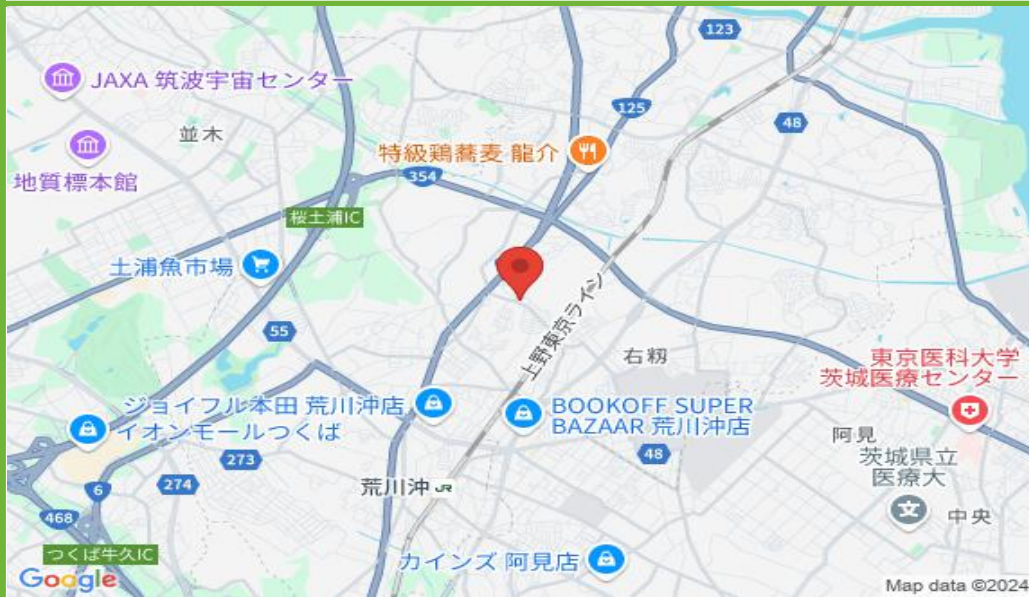 123
JAXA 筑波宇宙センター
125
並木
48
特級鶏蕎麦 龍介
地質標本館
354
桜土浦IC
土浦魚市場
上野東京ライン
55
右籾
東京医科大学
茨城医療センター
ジョイフル本田 荒川沖店
イオンモールつくば
BOOKOFF SUPER
BAZAAR 荒川沖店
阿見
48
茨城県立
医療大
273
274
6
荒川沖 JR
468
中央
つくば牛久IC
カインズ 阿見店
Google
Map data ©2024